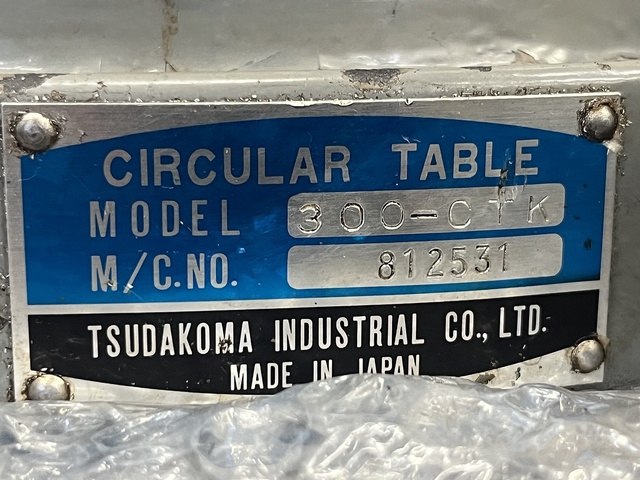 CIRCULAR TABLE
MODEL 300-CTK
M/C.NO. 812531
TSUDAKOMA INDUSTRIAL CO., LTD.
MADE IN JAPAN